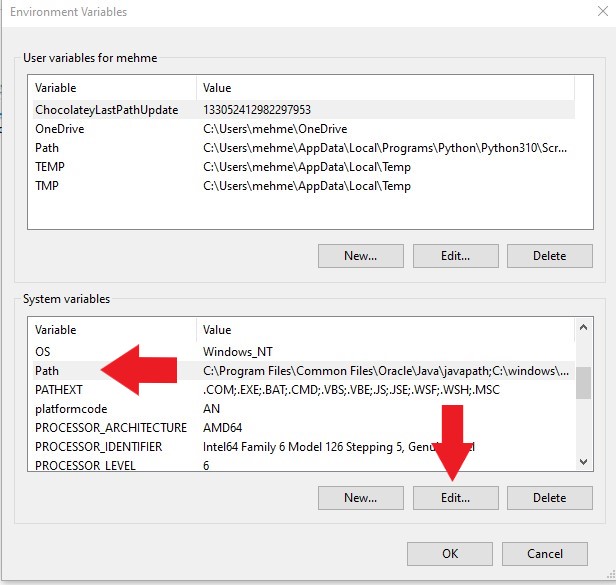 Environment Variables
User variables for mehme
Variable Value
ChocolateyLastPathUpdate 133052412982297953
OneDrive C:\Users\mehme\OneDrive
Path C:\Users\mehme\AppData\Local\Programs\Python\Python310\Scr...
TEMP C:\Users\mehme\AppData\Local\Temp
TMP C:\Users\mehme\AppData\Local\Temp
New... Edit... Delete
System variables
Variable Value
OS Windows_NT
Path C:\Program Files\Common Files\Oracle\Java\javapath;C:\windows\...
PATHEXT .COM;.EXE;.BAT;.CMD;.VBS;.VBE;.JS;.JSE;.WSF;.WSH;.MSC
platformcode AN
PROCESSOR_ARCHITECTURE AMD64
PROCESSOR_IDENTIFIER Intel64 Family 6 Model 126 Stepping 5,
PROCESSOR_LEVEL 6
New... Edit... Delete
OK Cancel